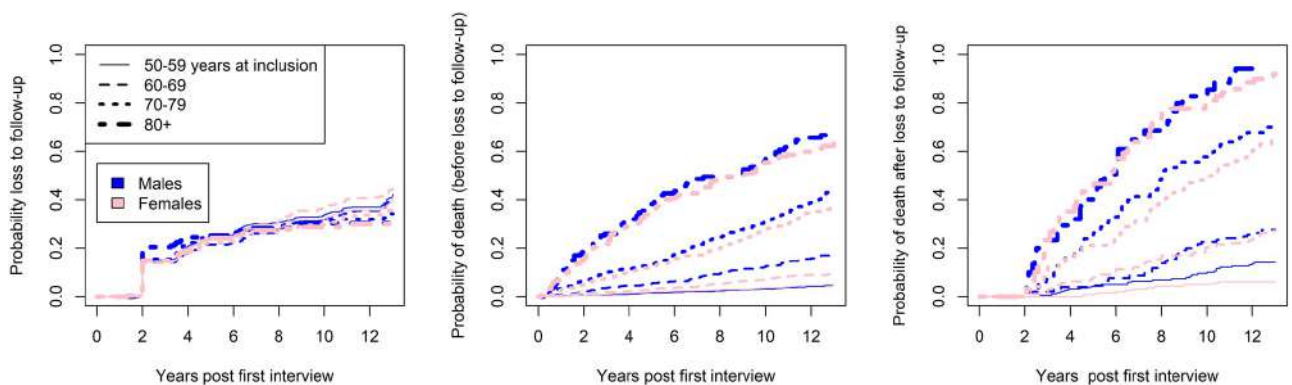 Probability loss to follow-up
1.0
0.8
0.6
0.4
0.2
0.0
50-59 years at inclusion
60-69
70-79
80+
Males
Females
0 2 4 6 8 10 12
Years post first interview
Probability of death (before loss to follow-up)
1.0
0.8
0.6
0.4
0.2
0.0
0 2 4 6 8 10 12
Years post first interview
Probability of death after loss to follow-up
1.0
0.8
0.6
0.4
0.2
0.0
0 2 4 6 8 10 12
Years post first interview